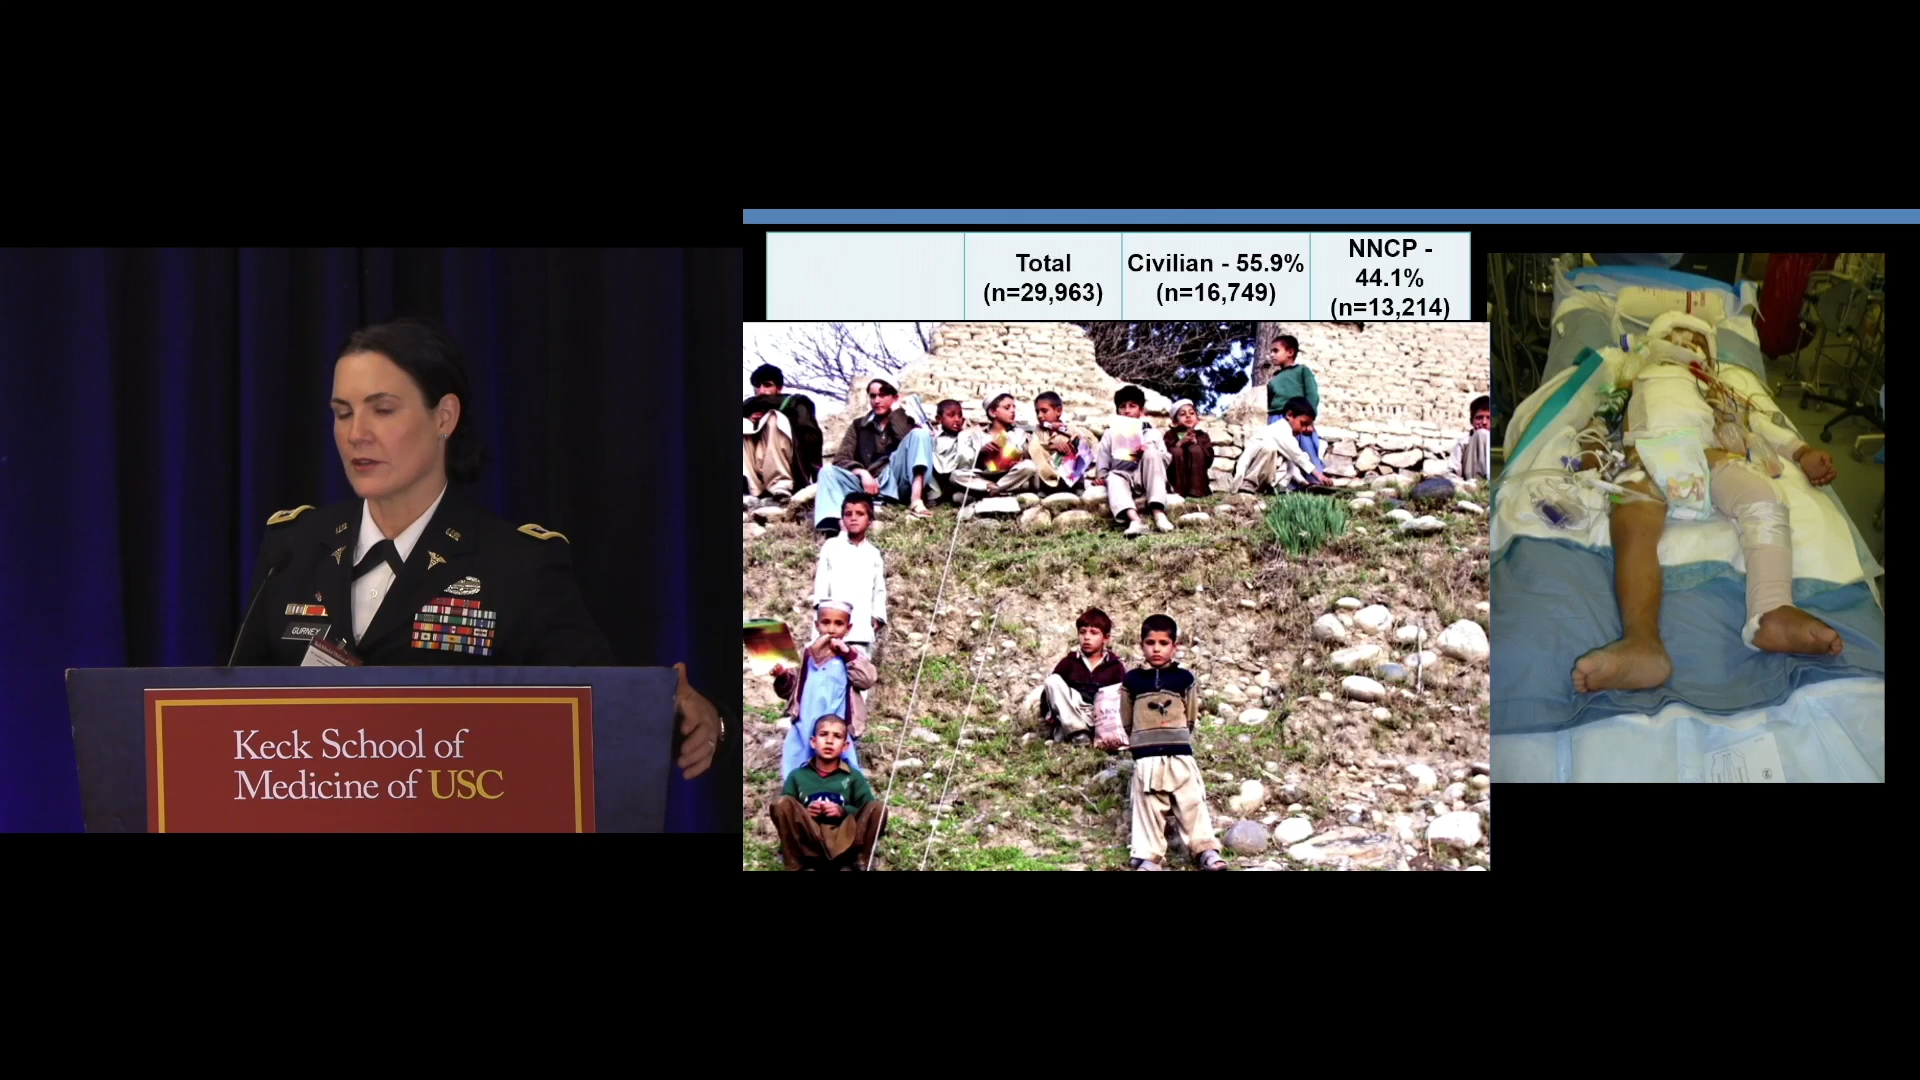 GURNEY
Keck School of
Medicine of USC
Total
(n=29,963)
Civilian - 55.9%
(n=16,749)
NNCP -
44.1%
(n=13,214)